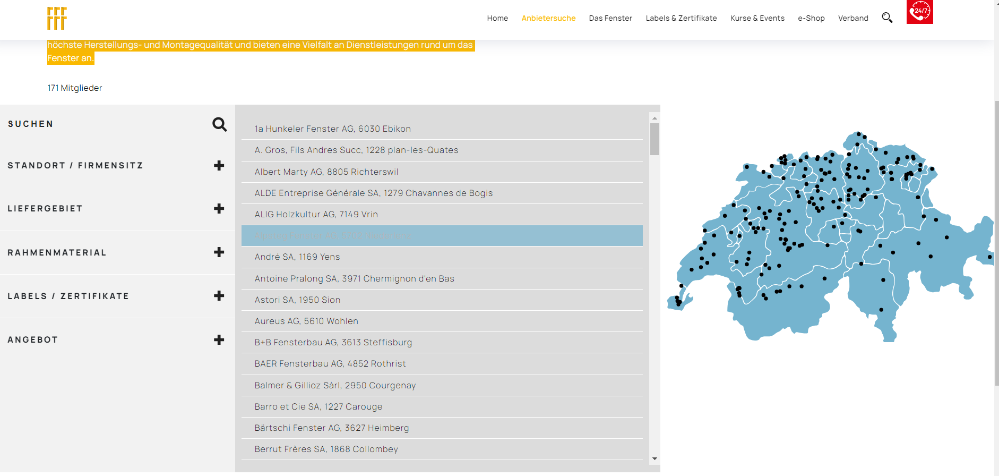 Home Anbietersuche Das Fenster Labels & Zertifikate Kurse & Events e-Shop Verband 24/7
höchste Herstellungs- und Montagequalität und bieten eine Vielfalt an Dienstleistungen rund um das
Fenster an.
171 Mitglieder
SUCHEN
STANDORT / FIRMENSITZ
LIEFERGEBIET
RAHMENMATERIAL
LABELS / ZERTIFIKATE
ANGEBOT
1a Hunkeler Fenster AG, 6030 Ebikon
A. Gros, Fils Andres Succ, 1228 plan-les-Quates
Albert Marty AG, 8805 Richterswil
ALDE Entreprise Générale SA, 1279 Chavannes de Bogis
ALIG Holzkultur AG, 7149 Vrin
Fenster AG,
André SA, 1169 Yens
Antoine Pralong SA, 3971 Chermignon d'en Bas
Astori SA, 1950 Sion
Aureus AG, 5610 Wohlen
B+B Fensterbau AG, 3613 Steffisburg
BAER Fensterbau AG, 4852 Rothrist
Balmer & Gillioz Sàrl, 2950 Courgenay
Barro et Cie SA, 1227 Carouge
Bärtschi Fenster AG, 3627 Heimberg
Berrut Frères SA, 1868 Collombey